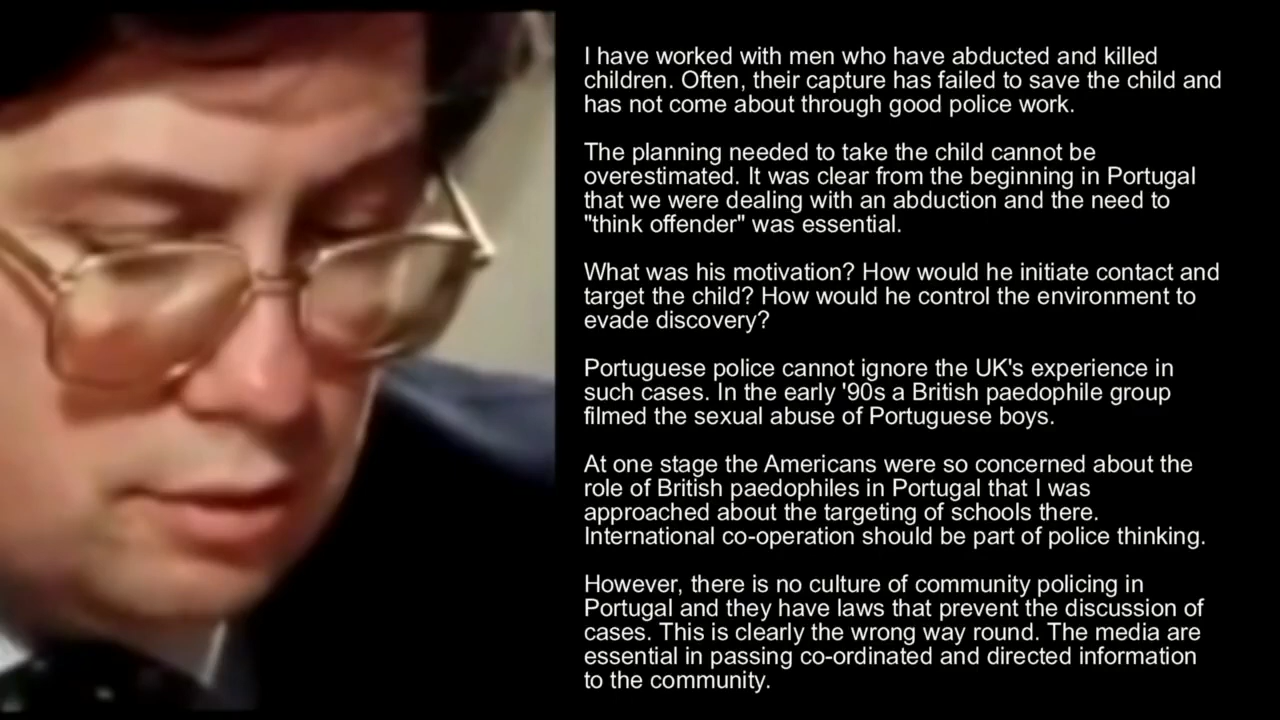 I have worked with men who have abducted and killed
children. Often, their capture has failed to save the child and
has not come about through good police work.
The planning needed to take the child cannot be
overestimated. It was clear from the beginning in Portugal
that we were dealing with an abduction and the need to
"think offender" was essential.
What was his motivation? How would he initiate contact and
target the child? How would he control the environment to
evade discovery?
Portuguese police cannot ignore the UK's experience in
such cases. In the early '90s a British paedophile group
filmed the sexual abuse of Portuguese boys.
At one stage the Americans were so concerned about the
role of British paedophiles in Portugal that I was
approached about the targeting of schools there.
International co-operation should be part of police thinking.
However, there is no culture of community policing in
Portugal and they have laws that prevent the discussion of
cases. This is clearly the wrong way round. The media are
essential in passing co-ordinated and directed information
to the community.